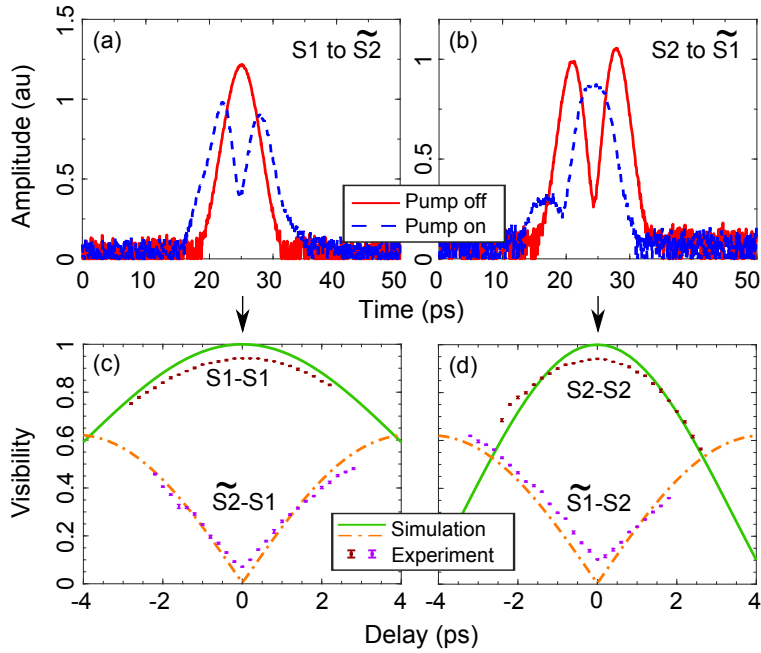 (a)
S1 to S̃2
(b)
S2 to S̃1
Amplitude (au)
0
0.5
1
1.5
0
0.5
1
Pump off
Pump on
0
10
20
30
40
50
0
10
20
30
40
50
Time (ps)
(c)
S1-S1
S̃2-S1
(d)
S2-S2
S̃1-S2
Visibility
0
0.2
0.4
0.6
0.8
1
Simulation
Experiment
-4
-2
0
2
4
-4
-2
0
2
4
Delay (ps)